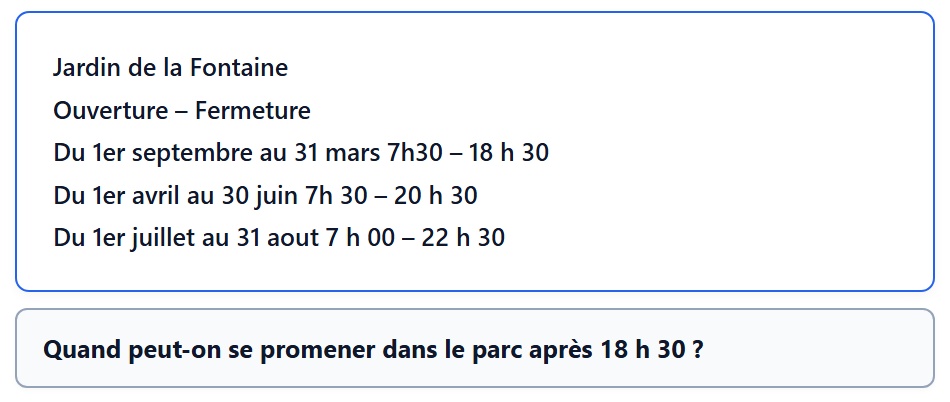 Jardin de la Fontaine
Ouverture – Fermeture
Du 1er septembre au 31 mars 7h30 – 18 h 30
Du 1er avril au 30 juin 7h 30 – 20 h 30
Du 1er juillet au 31 aout 7 h 00 – 22 h 30
Quand peut-on se promener dans le parc après 18 h 30 ?